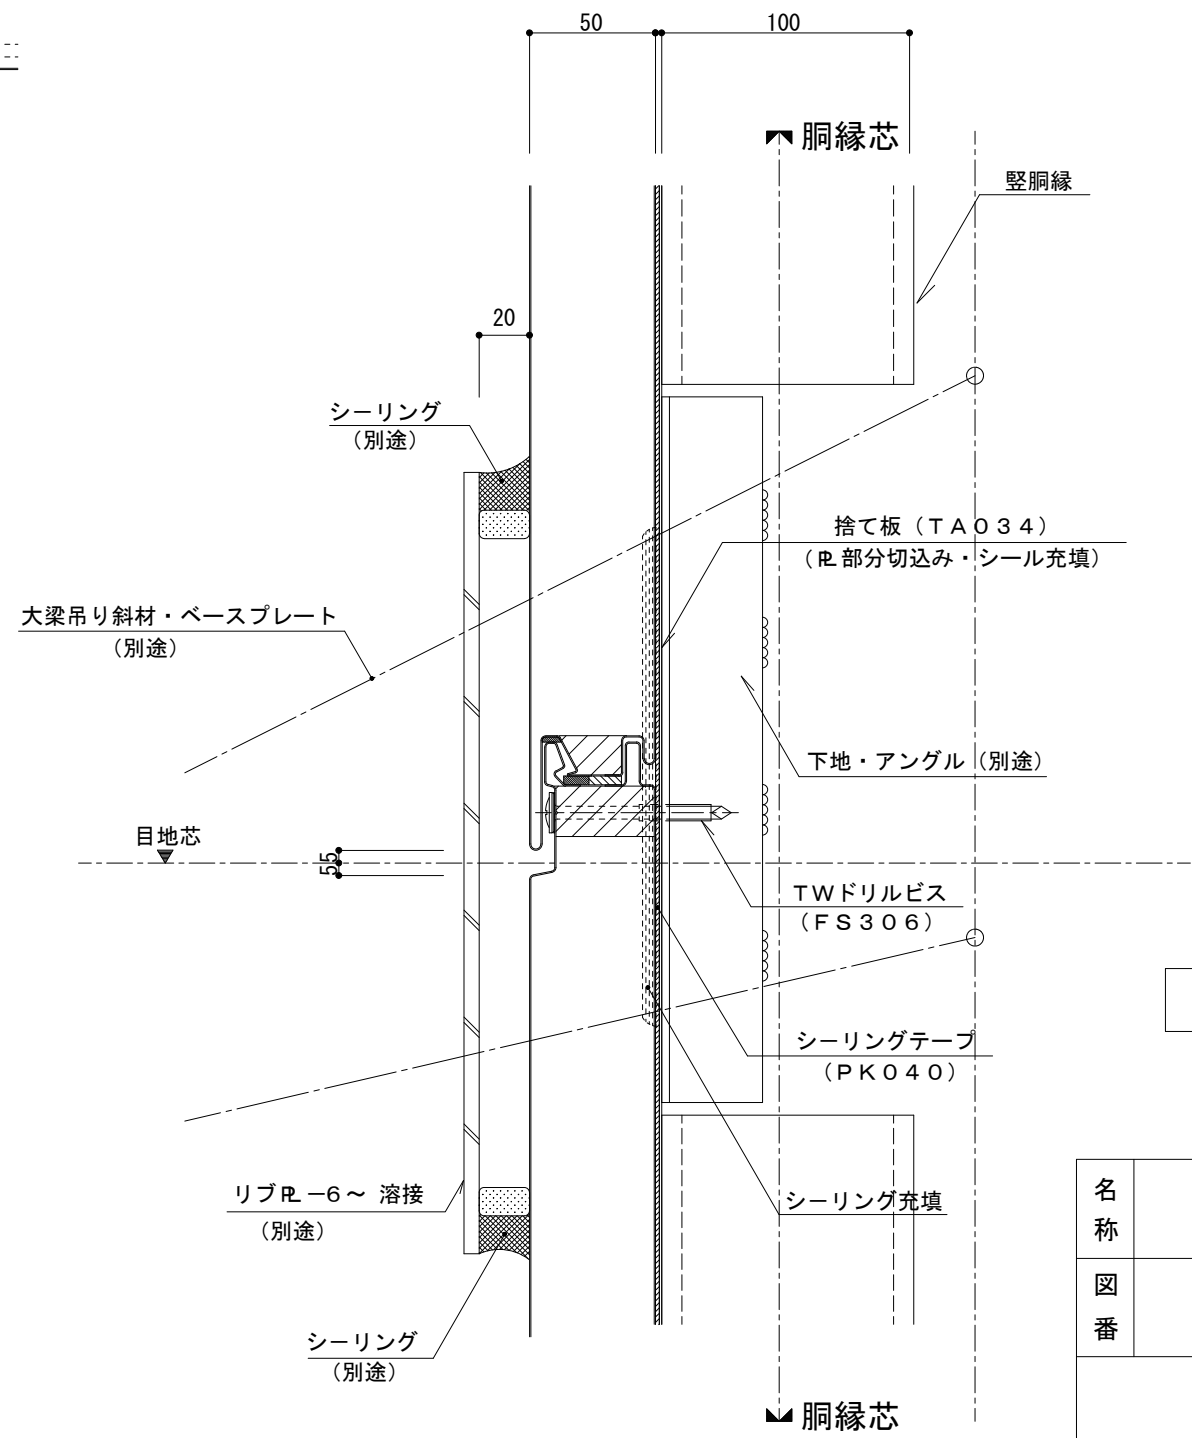 50
100
胴縁芯
竪胴縁
20
シーリング
（別途）
捨て板（ＴＡ０３４）
（PL部分切込み・シール充填）
大梁吊り斜材・ベースプレート
（別途）
下地・アングル（別途）
目地芯
55
ＴＷドリルビス
（ＦＳ３０６）
シーリングテープ
（ＰＫ０４０）
リブPL－6～ 溶接
（別途）
シーリング充填
名称
図番
シーリング
（別途）
胴縁芯